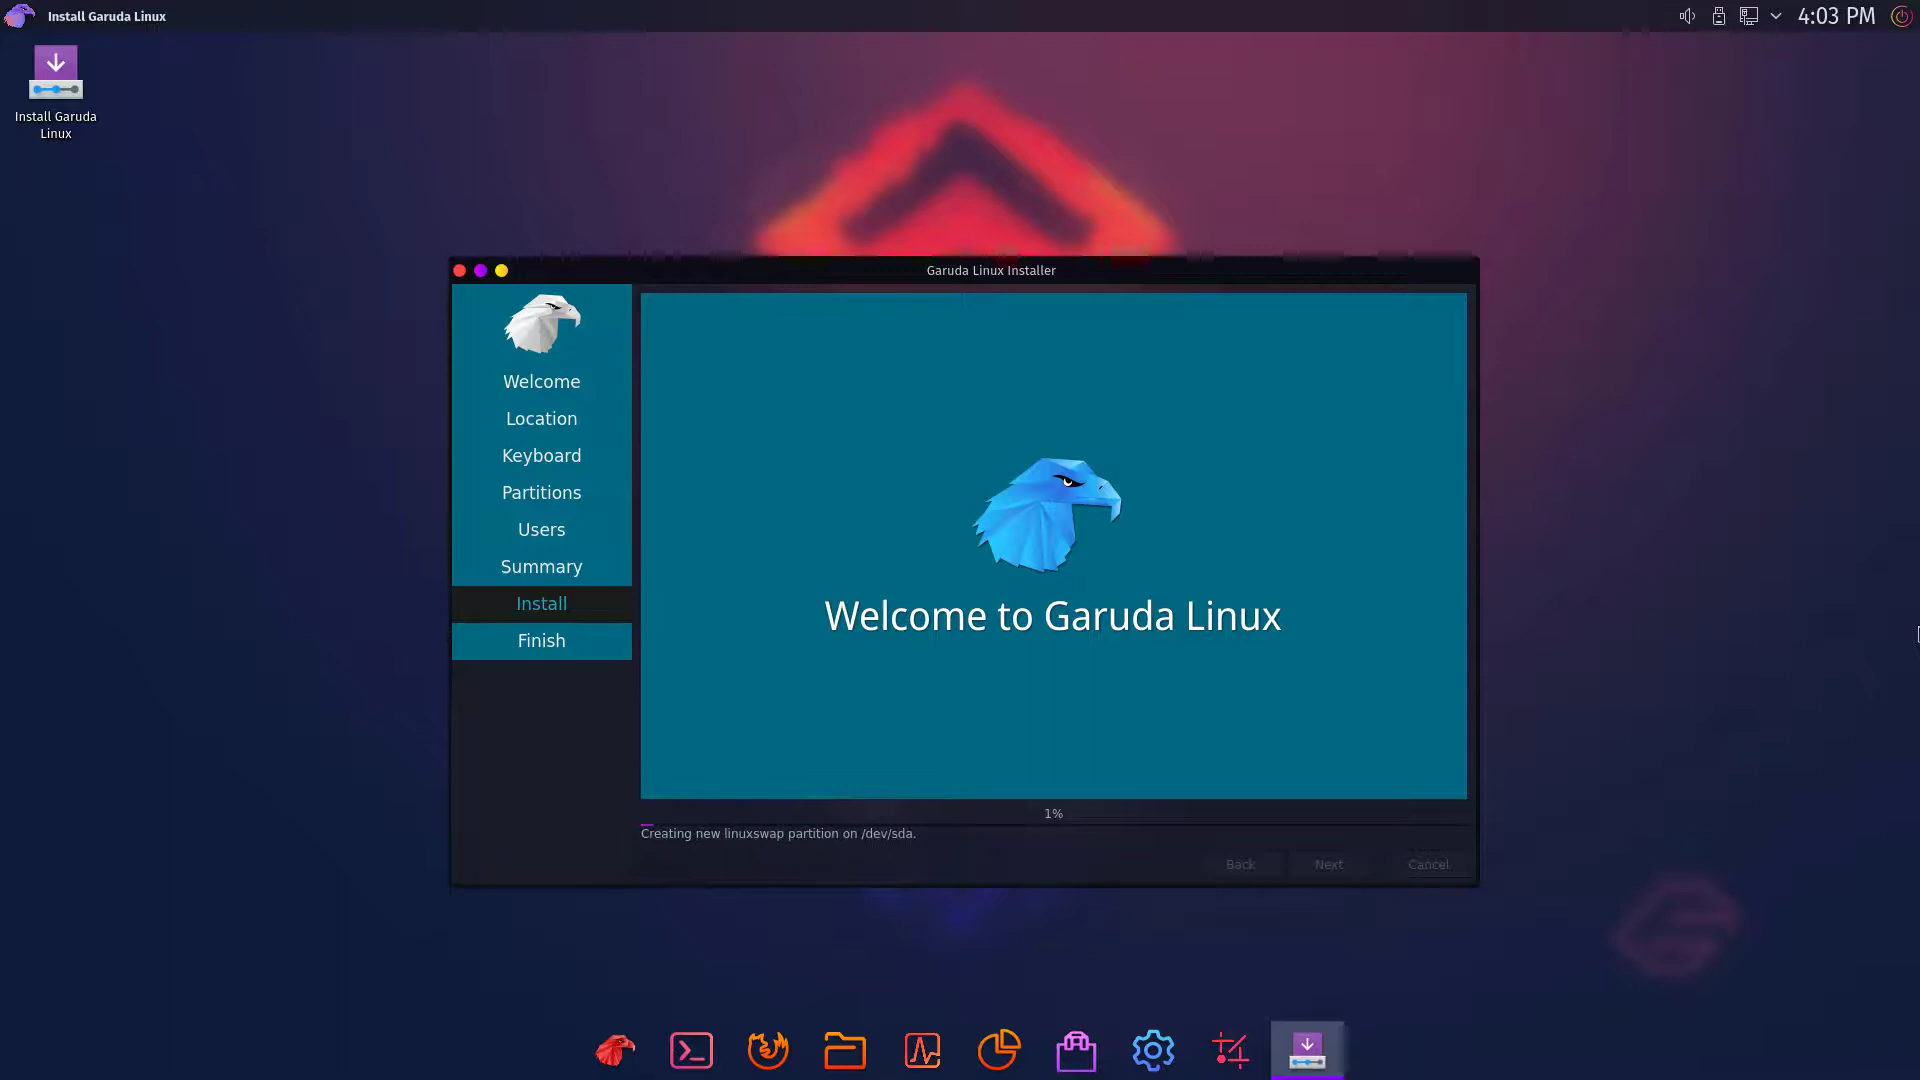 Install Garuda Linux
4:03 PM
Install Garuda
Linux
Garuda Linux Installer
Welcome
Location
Keyboard
Partitions
Users
Summary
Install
Finish
Welcome to Garuda Linux
1%
Creating new linuxswap partition on /dev/sda.
Back
Next
Cancel